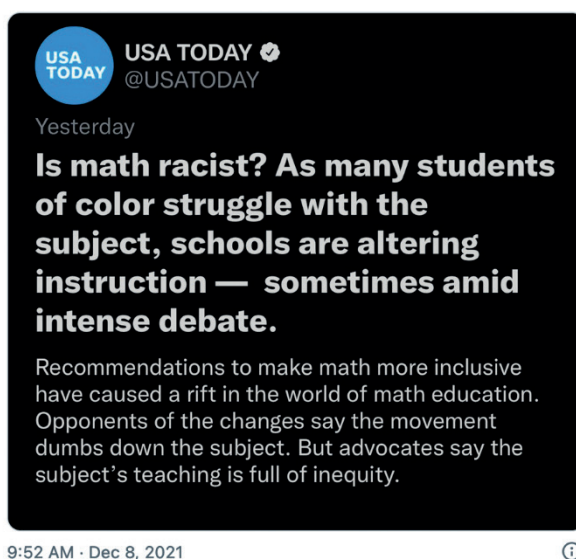 USA
TODAY
USA TODAY
@USATODAY
Yesterday
Is math racist? As many students
of color struggle with the
subject, schools are altering
instruction — sometimes amid
intense debate.
Recommendations to make math more inclusive
have caused a rift in the world of math education.
Opponents of the changes say the movement
dumbs down the subject. But advocates say the
subject's teaching is full of inequity.
9:52 AM · Dec 8, 2021